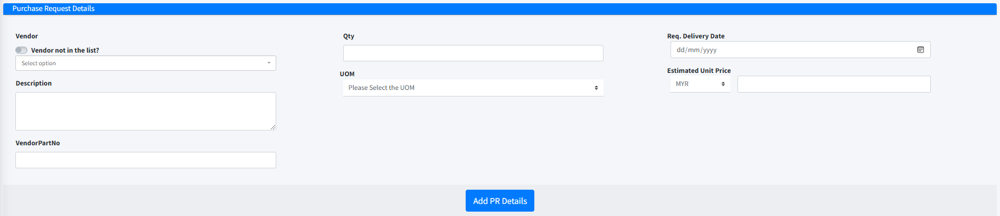 Purchase Request Details
Vendor
Vendor not in the list?
Select option
Description
VendorPartNo
Qty
UOM
Please Select the UOM
Req. Delivery Date
dd/mm/yyyy
Estimated Unit Price
MYR
Add PR Details